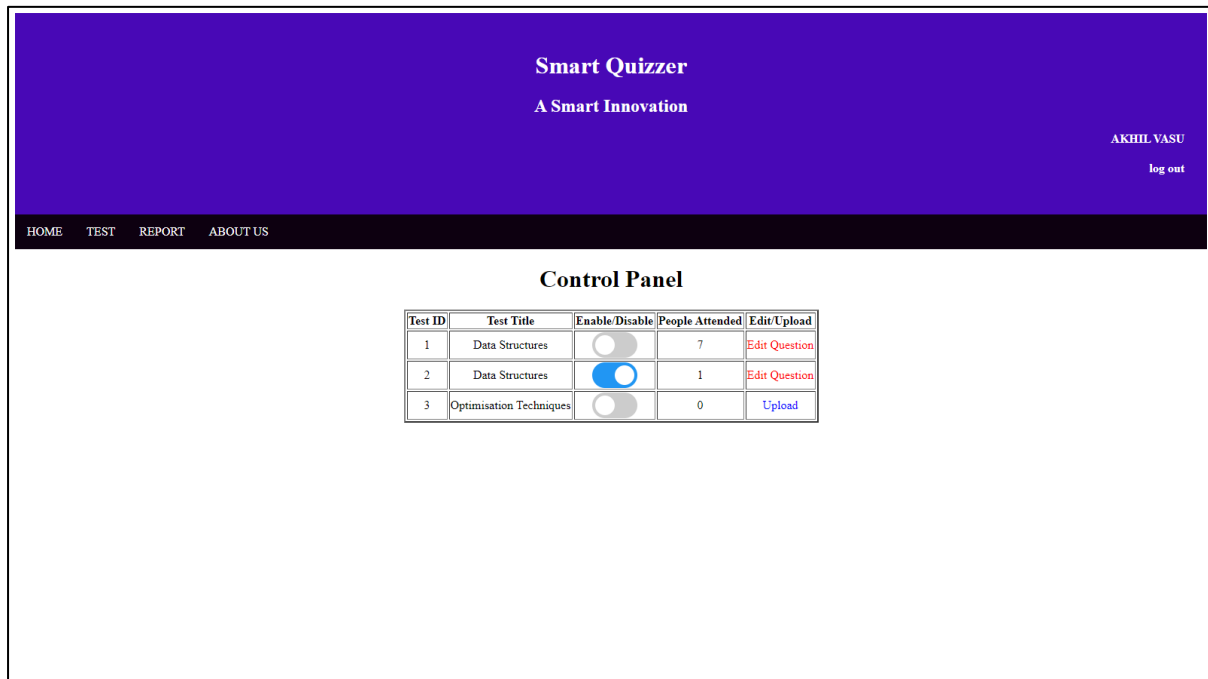 Smart Quizzer
A Smart Innovation
AKHIL VASU
log out
HOME TEST REPORT ABOUT US
Control Panel
Test ID Test Title Enable/Disable People Attended Edit/Upload
1 Data Structures 7 Edit Question
2 Data Structures 1 Edit Question
3 Optimisation Techniques 0 Upload